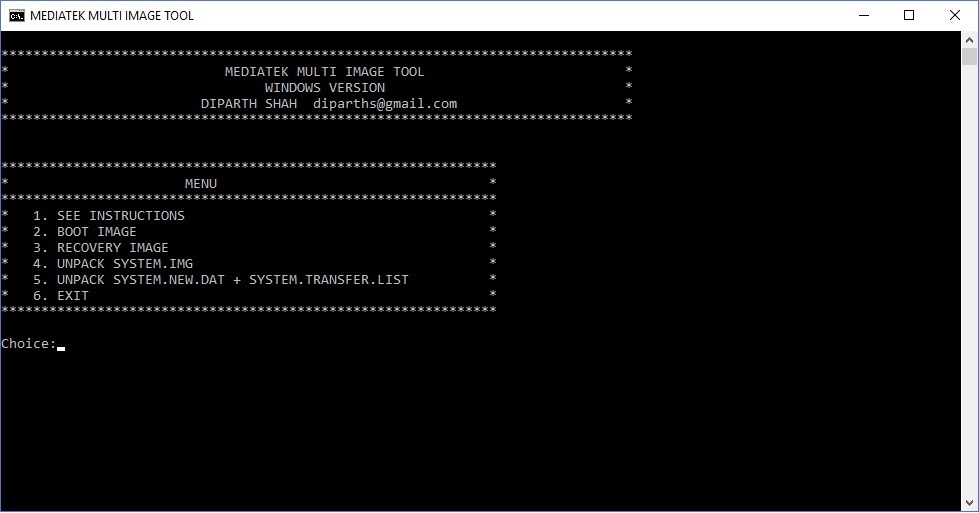 MEDIATEK MULTI IMAGE TOOL
*******************************************************************************
* MEDIATEK MULTI IMAGE TOOL *
* WINDOWS VERSION *
* DIPARTH SHAH diparths@gmail.com *
*******************************************************************************
**************************************************************
* MENU *
**************************************************************
* 1. SEE INSTRUCTIONS *
* 2. BOOT IMAGE *
* 3. RECOVERY IMAGE *
* 4. UNPACK SYSTEM.IMG *
* 5. UNPACK SYSTEM.NEW.DAT + SYSTEM.TRANSFER.LIST *
* 6. EXIT *
**************************************************************
Choice: